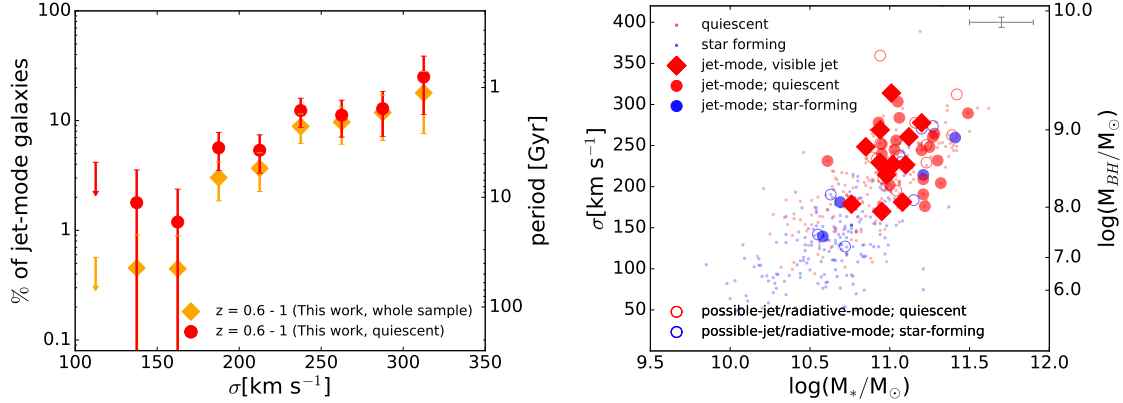 % of jet-mode galaxies
100%
10
1
0.1
100
150
200
250
300
350
σ[km s⁻¹]
1
10
100
period [Gyr]
z = 0.6 - 1 (This work, whole sample)
z = 0.6 - 1 (This work, quiescent)
σ[km s⁻¹]
400
350
300
250
200
150
100
50
9.5
10.0
10.5
11.0
11.5
12.0
log(M*/M⊙)
10.0
9.0
8.0
7.0
6.0
log(M_BH/M⊙)
quiescent
star forming
jet-mode, visible jet
jet-mode; quiescent
jet-mode; star-forming
possible-jet/radiative-mode; quiescent
possible-jet/radiative-mode; star-forming